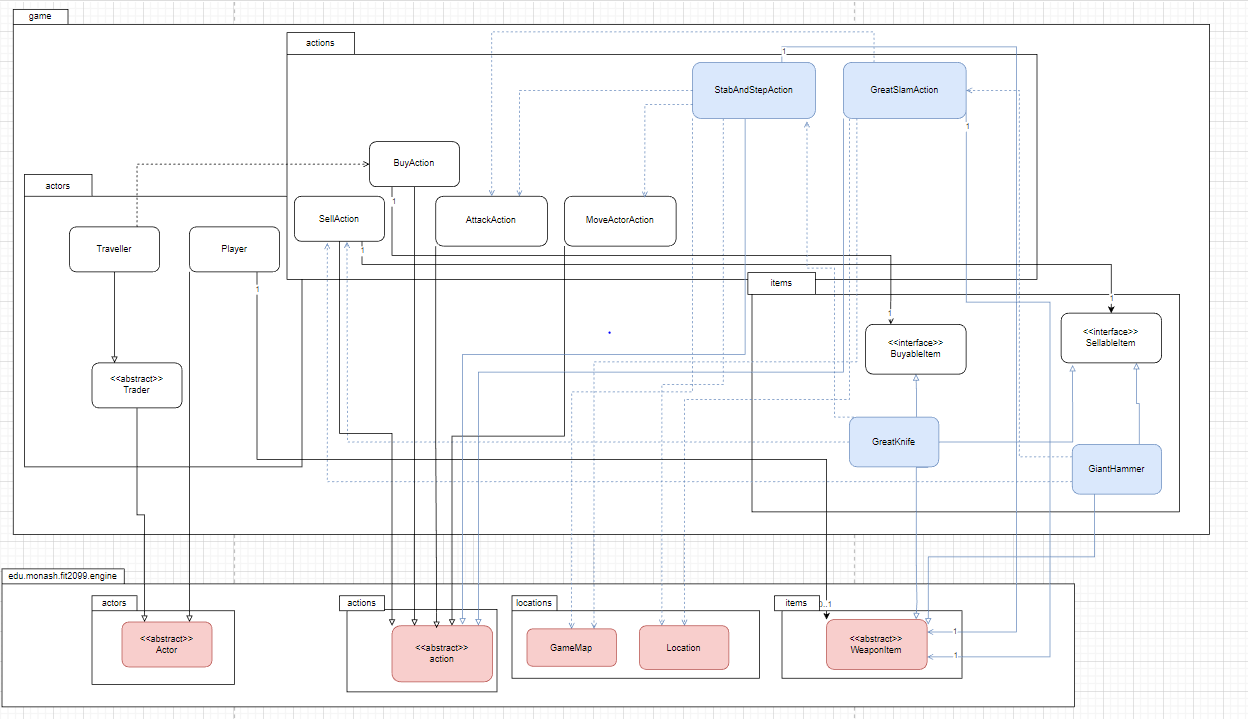 game
actions
1
StabAndStepAction
GreatSlamAction
1
BuyAction
actors
1
SellAction
AttackAction
MoveActorAction
Traveller
Player
1
1
items
1
1
<<interface>>
SellableItem
<<interface>>
BuyableItem
<<abstract>>
Trader
GreatKnife
GiantHammer
edu.monash.fit2099.engine
actors
actions
locations
items
0..1
<<abstract>>
Actor
<<abstract>>
action
GameMap
Location
<<abstract>>
WeaponItem
1
1